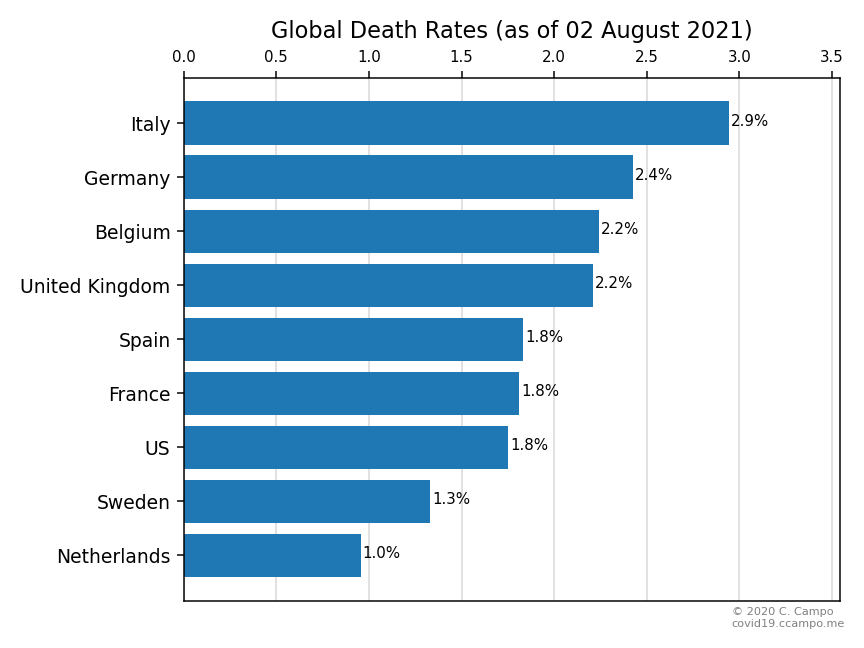 Global Death Rates (as of 02 August 2021)
0.0 0.5 1.0 1.5 2.0 2.5 3.0 3.5
Italy 2.9%
Germany 2.4%
Belgium 2.2%
United Kingdom 2.2%
Spain 1.8%
France 1.8%
US 1.8%
Sweden 1.3%
Netherlands 1.0%
© 2020 C. Campo
covid19.ccampo.me